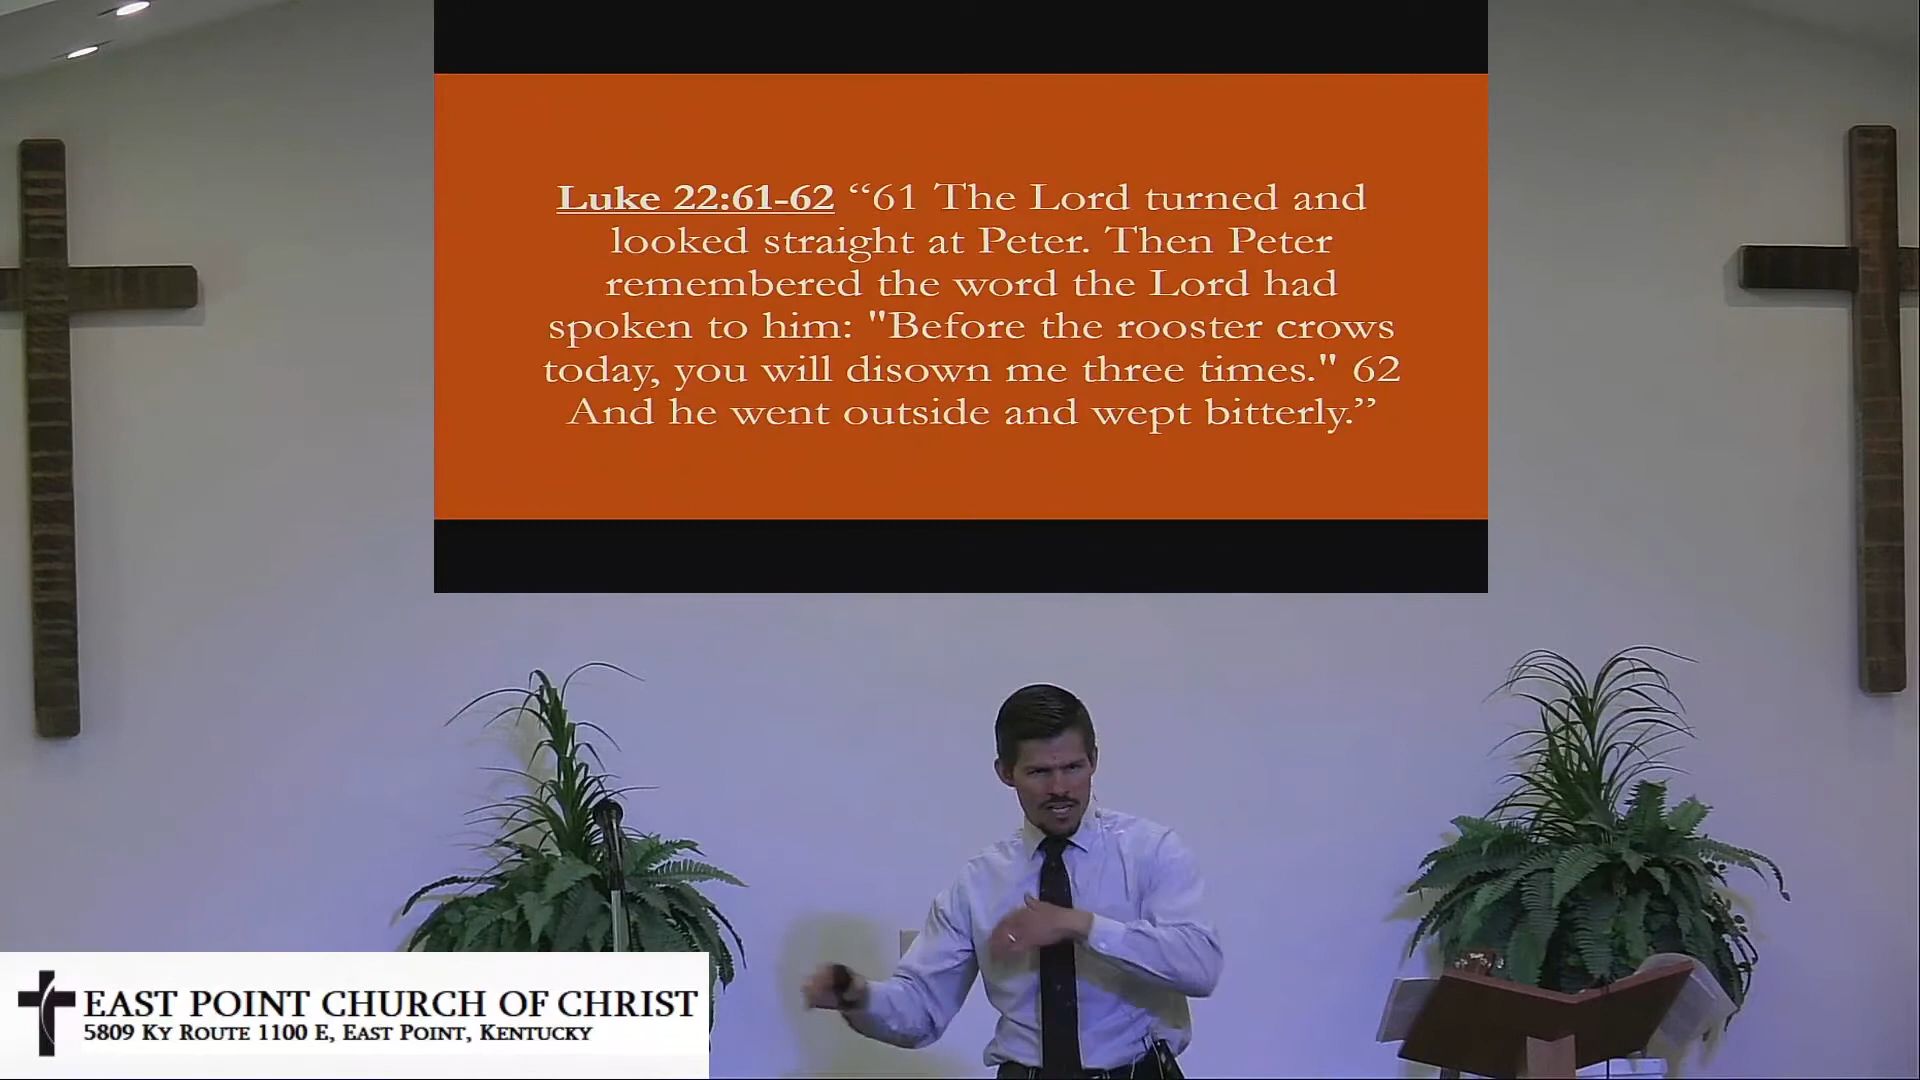 Luke 22:61-62 “61 The Lord turned and
looked straight at Peter. Then Peter
remembered the word the Lord had
spoken to him: "Before the rooster crows
today, you will disown me three times." 62
And he went outside and wept bitterly.”
EAST POINT CHURCH OF CHRIST
5809 KY ROUTE 1100 E, EAST POINT, KENTUCKY